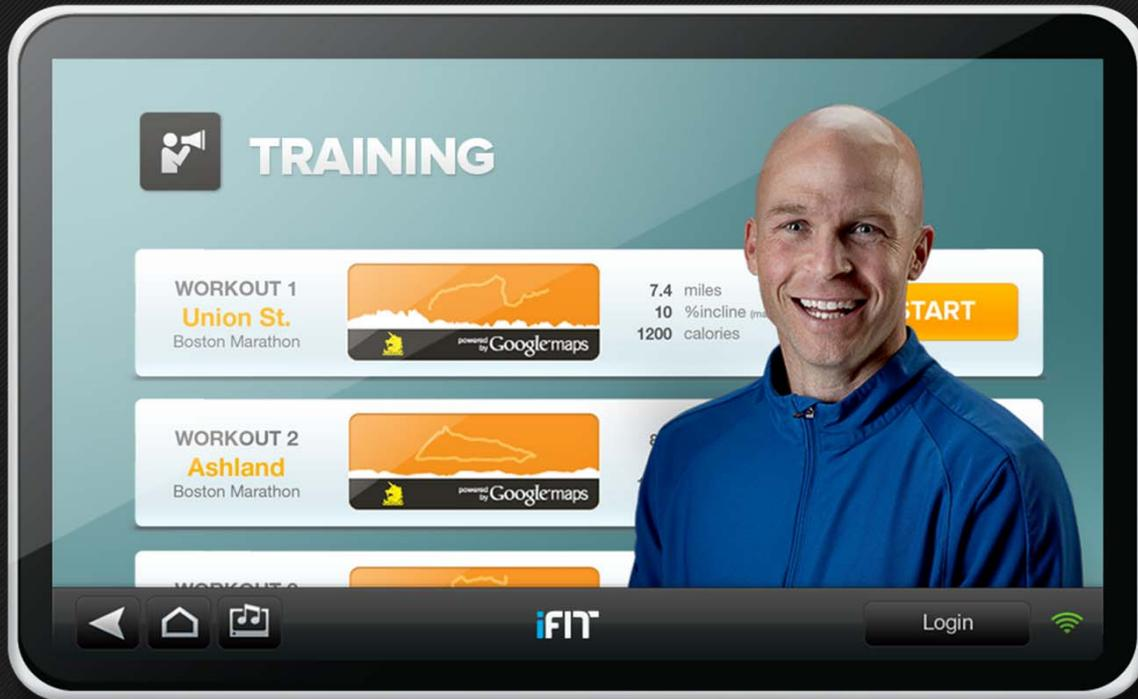 TRAINING
WORKOUT 1
Union St.
Boston Marathon
powered by Google maps
7.4 miles
10 %incline
1200 calories
START
WORKOUT 2
Ashland
Boston Marathon
powered by Google maps
iFIT
Login